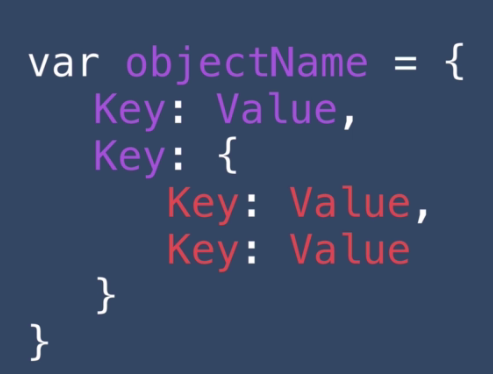 var objectName = {
Key: Value,
Key: {
Key: Value,
Key: Value
}
}